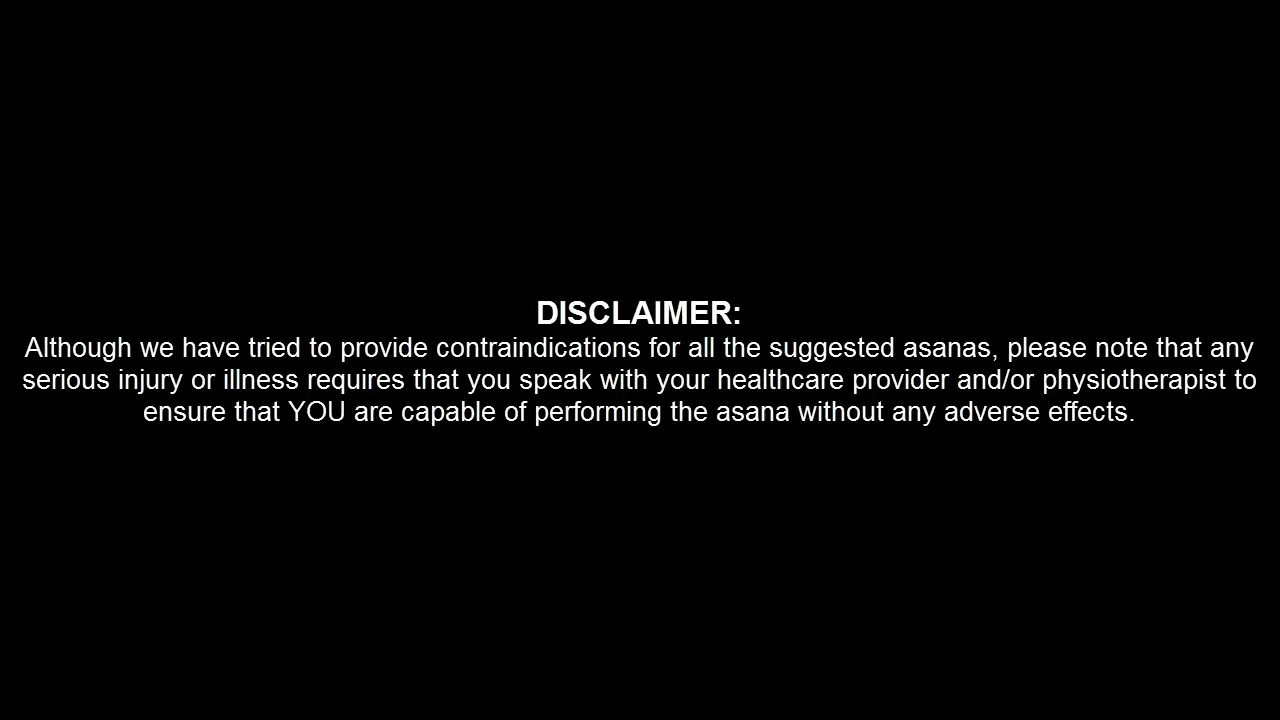 DISCLAIMER:
Although we have tried to provide contraindications for all the suggested asanas, please note that any
serious injury or illness requires that you speak with your healthcare provider and/or physiotherapist to
ensure that YOU are capable of performing the asana without any adverse effects.